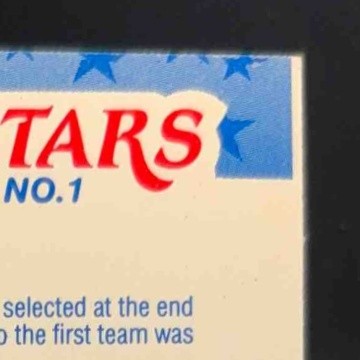 TARS
NO.1
selected at the end
o the first team was